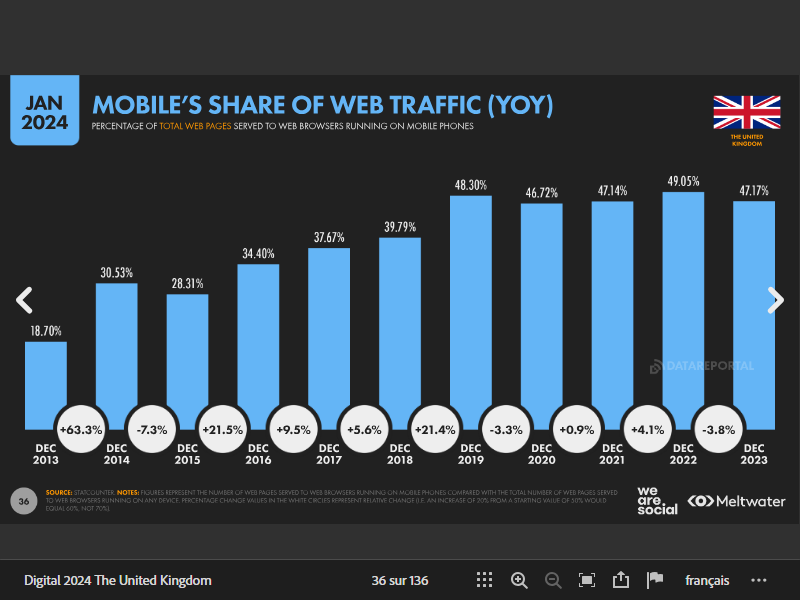 JAN
2024
MOBILE'S SHARE OF WEB TRAFFIC (YOY)
PERCENTAGE OF TOTAL WEB PAGES SERVED TO WEB BROWSERS RUNNING ON MOBILE PHONES
THE UNITED
KINGDOM
18.70%
30.53%
28.31%
34.40%
37.67%
39.79%
48.30%
46.72%
47.14%
49.05%
47.17%
DATAREPORTAL
+63.3%
-7.3%
+21.5%
+9.5%
+5.6%
+21.4%
-3.3%
+0.9%
+4.1%
-3.8%
DEC
2013
DEC
2014
DEC
2015
DEC
2016
DEC
2017
DEC
2018
DEC
2019
DEC
2020
DEC
2021
DEC
2022
DEC
2023
36
SOURCE: STATCOUNTER. NOTES: FIGURES REPRESENT THE NUMBER OF WEB PAGES SERVED TO WEB BROWSERS RUNNING ON MOBILE PHONES COMPARED WITH THE TOTAL NUMBER OF WEB PAGES SERVED
TO WEB BROWSERS RUNNING ON ANY DEVICE. PERCENTAGE CHANGE VALUES IN THE WHITE CIRCLES REPRESENT RELATIVE CHANGE (I.E. AN INCREASE OF 20% FROM A STARTING VALUE OF 50% WOULD
EQUAL 60%, NOT 70%).
we
are.
social
Meltwater
Digital 2024 The United Kingdom
36 sur 136
français